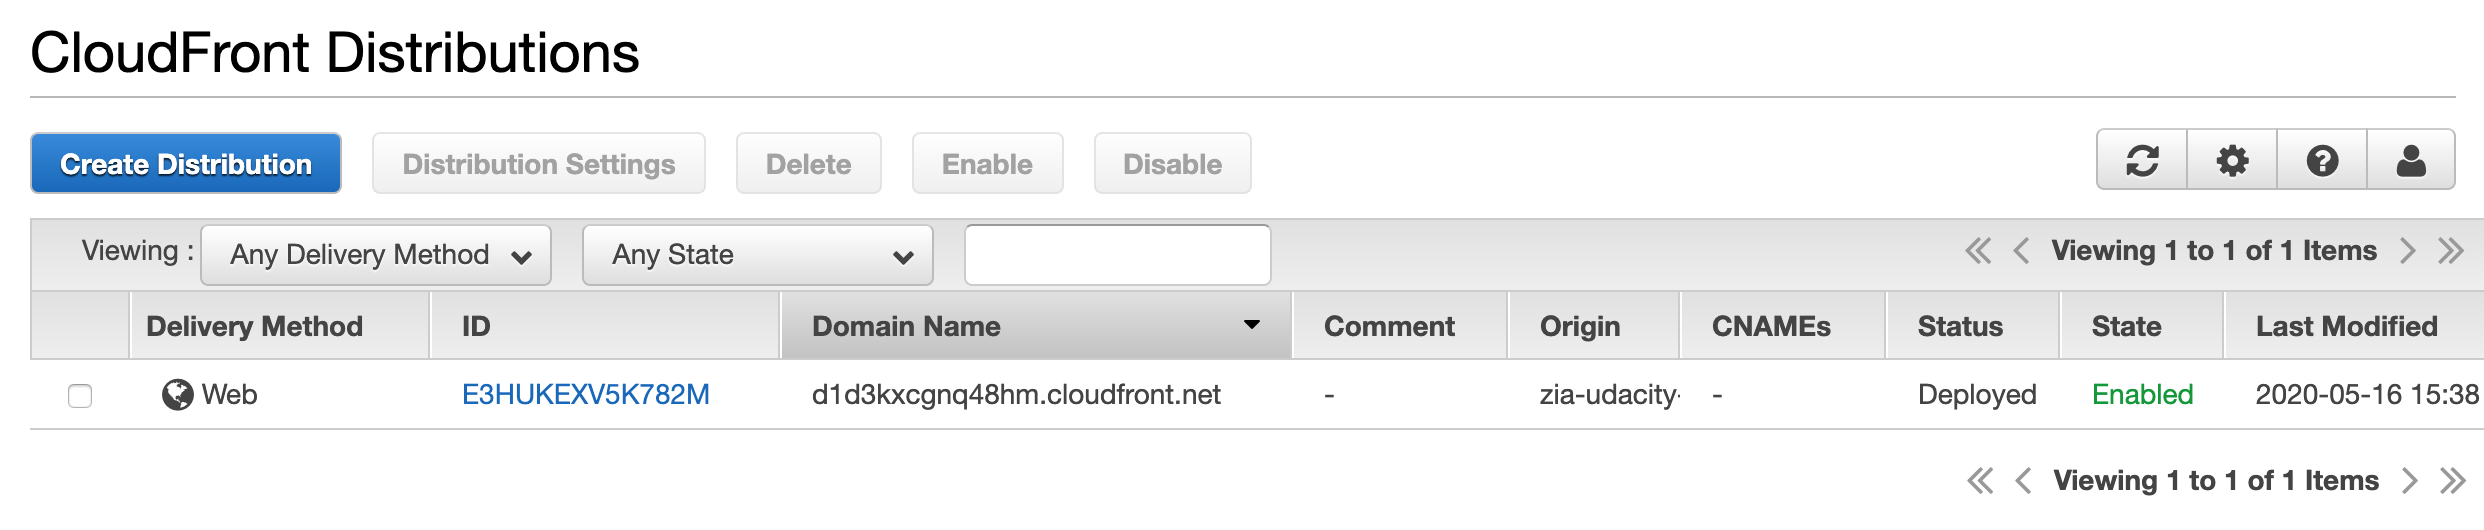 CloudFront Distributions
Create Distribution Distribution Settings Delete Enable Disable
Viewing : Any Delivery Method Any State Viewing 1 to 1 of 1 Items
Delivery Method ID Domain Name Comment Origin CNAMEs Status State Last Modified
Web E3HUKEXV5K782M d1d3kxcgnq48hm.cloudfront.net - zia-udacity- - Deployed Enabled 2020-05-16 15:38
Viewing 1 to 1 of 1 Items